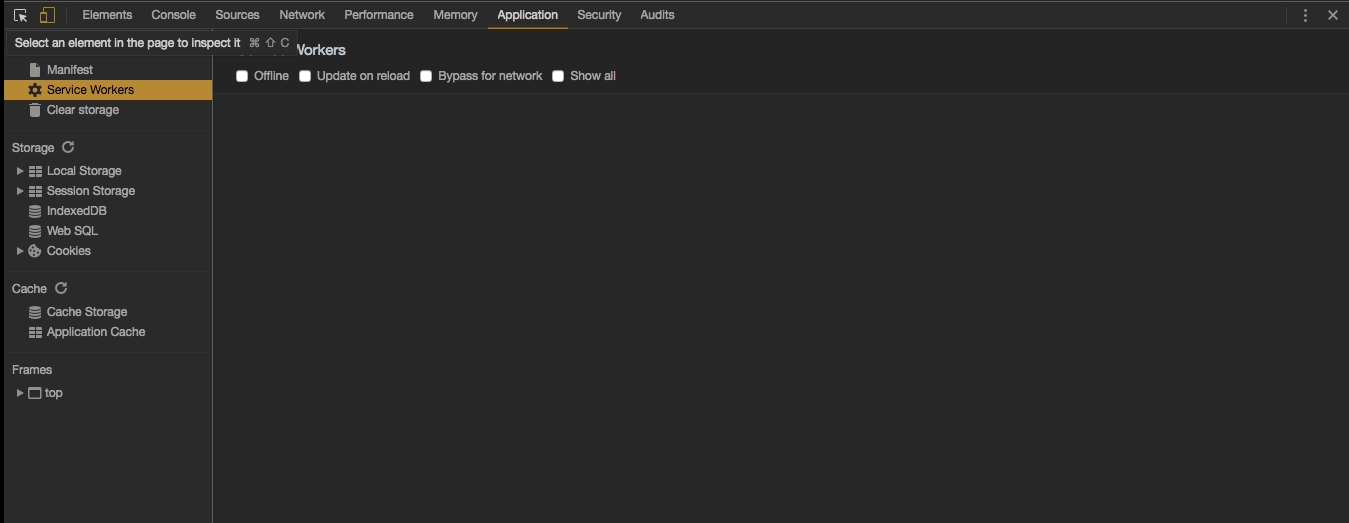 Elements Console Sources Network Performance Memory Application Security Audits
Select an element in the page to inspect it ⌘ ⇧ C
Workers
Manifest
Offline Update on reload Bypass for network Show all
Service Workers
Clear storage
Storage
Local Storage
Session Storage
IndexedDB
Web SQL
Cookies
Cache
Cache Storage
Application Cache
Frames
top